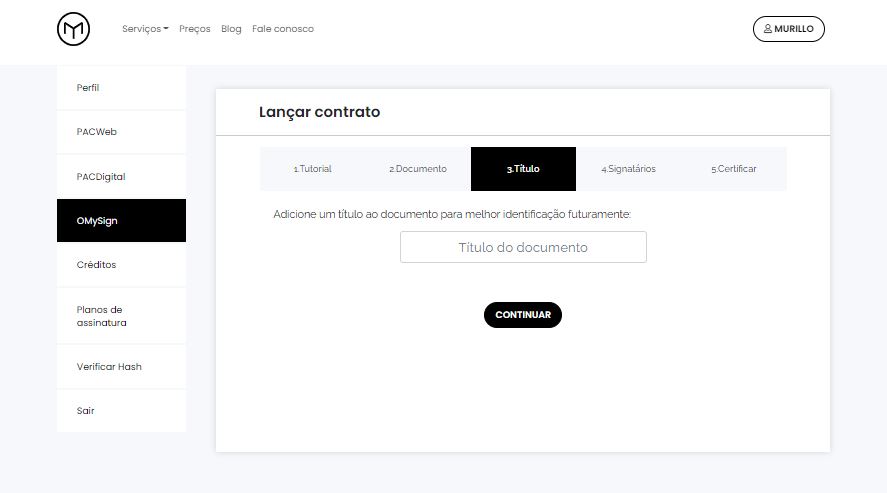 Serviços Preços Blog Fale conosco
MURILLO
Perfil
PACWeb
PACDigital
OMySign
Créditos
Planos de
assinatura
Verificar Hash
Sair
Lançar contrato
1.Tutorial 2.Documento 3.Título 4.Signatários 5.Certificar
Adicione um título ao documento para melhor identificação futuramente:
Título do documento
CONTINUAR